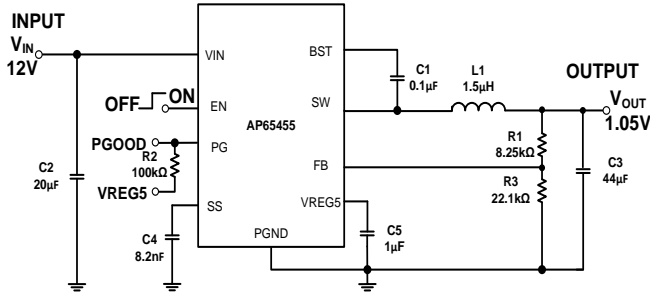 INPUT
VIN
12V
OFF ON
PGOOD
R2
100kΩ
VREG5
C2
20µF
C4
8.2nF
VIN
EN
PG
SS
AP65455
PGND
BST
SW
FB
VREG5
C1
0.1µF
L1
1.5µH
OUTPUT
VOUT
1.05V
R1
8.25kΩ
R3
22.1kΩ
C3
44µF
C5
1µF